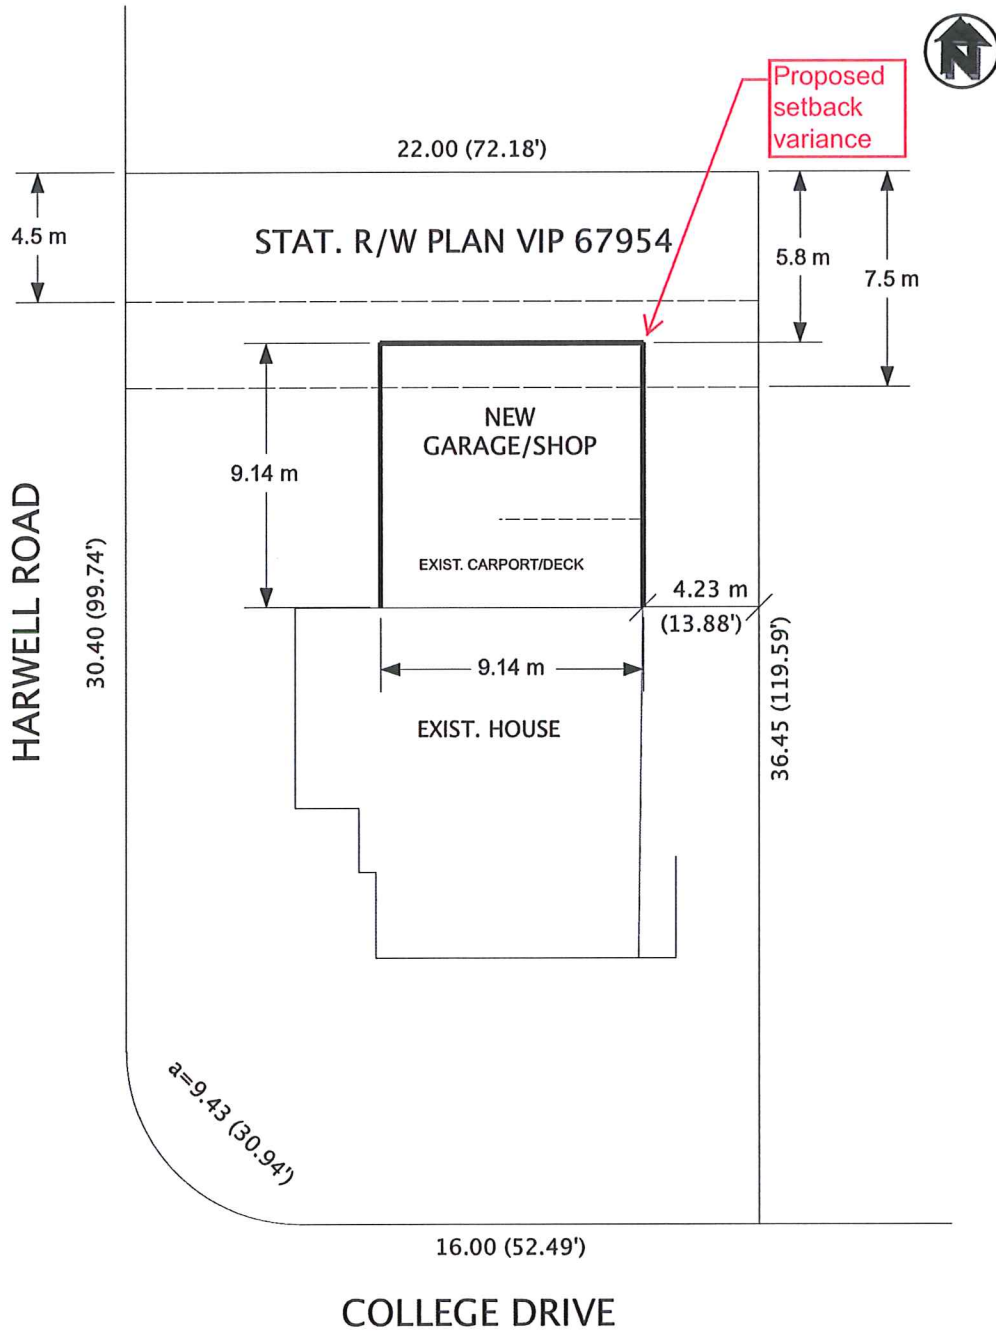 N
Proposed
setback
variance
22.00 (72.18')
4.5 m
STAT. R/W PLAN VIP 67954
5.8 m
7.5 m
NEW
GARAGE/SHOP
9.14 m
EXIST. CARPORT/DECK
4.23 m
(13.88')
HARWELL ROAD
30.40 (99.74')
9.14 m
36.45 (119.59')
EXIST. HOUSE
a=9.43 (30.94')
16.00 (52.49')
COLLEGE DRIVE